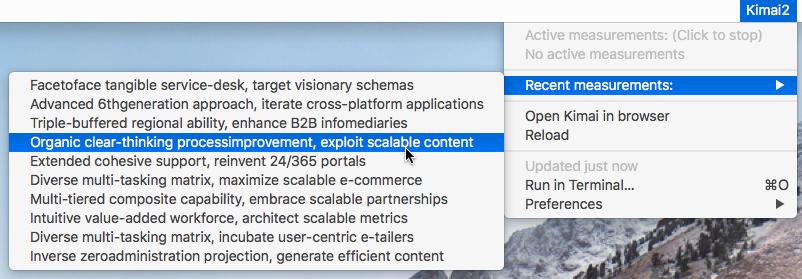 Kimai2
Active measurements: (Click to stop)
No active measurements
Recent measurements:
Facetoface tangible service-desk, target visionary schemas
Advanced 6thgeneration approach, iterate cross-platform applications
Triple-buffered regional ability, enhance B2B infomediaries
Organic clear-thinking processimprovement, exploit scalable content
Extended cohesive support, reinvent 24/365 portals
Diverse multi-tasking matrix, maximize scalable e-commerce
Multi-tiered composite capability, embrace scalable partnerships
Intuitive value-added workforce, architect scalable metrics
Diverse multi-tasking matrix, incubate user-centric e-tailers
Inverse zeroadministration projection, generate efficient content
Open Kimai in browser
Reload
Updated just now
Run in Terminal... ⌘O
Preferences